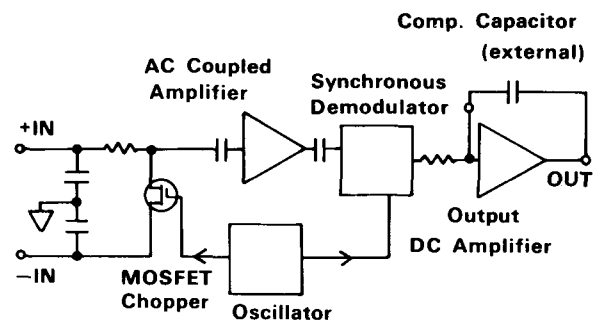 Comp. Capacitor
(external)
AC Coupled
Amplifier
Synchronous
Demodulator
+IN
OUT
Output
DC Amplifier
−IN
MOSFET
Chopper
Oscillator